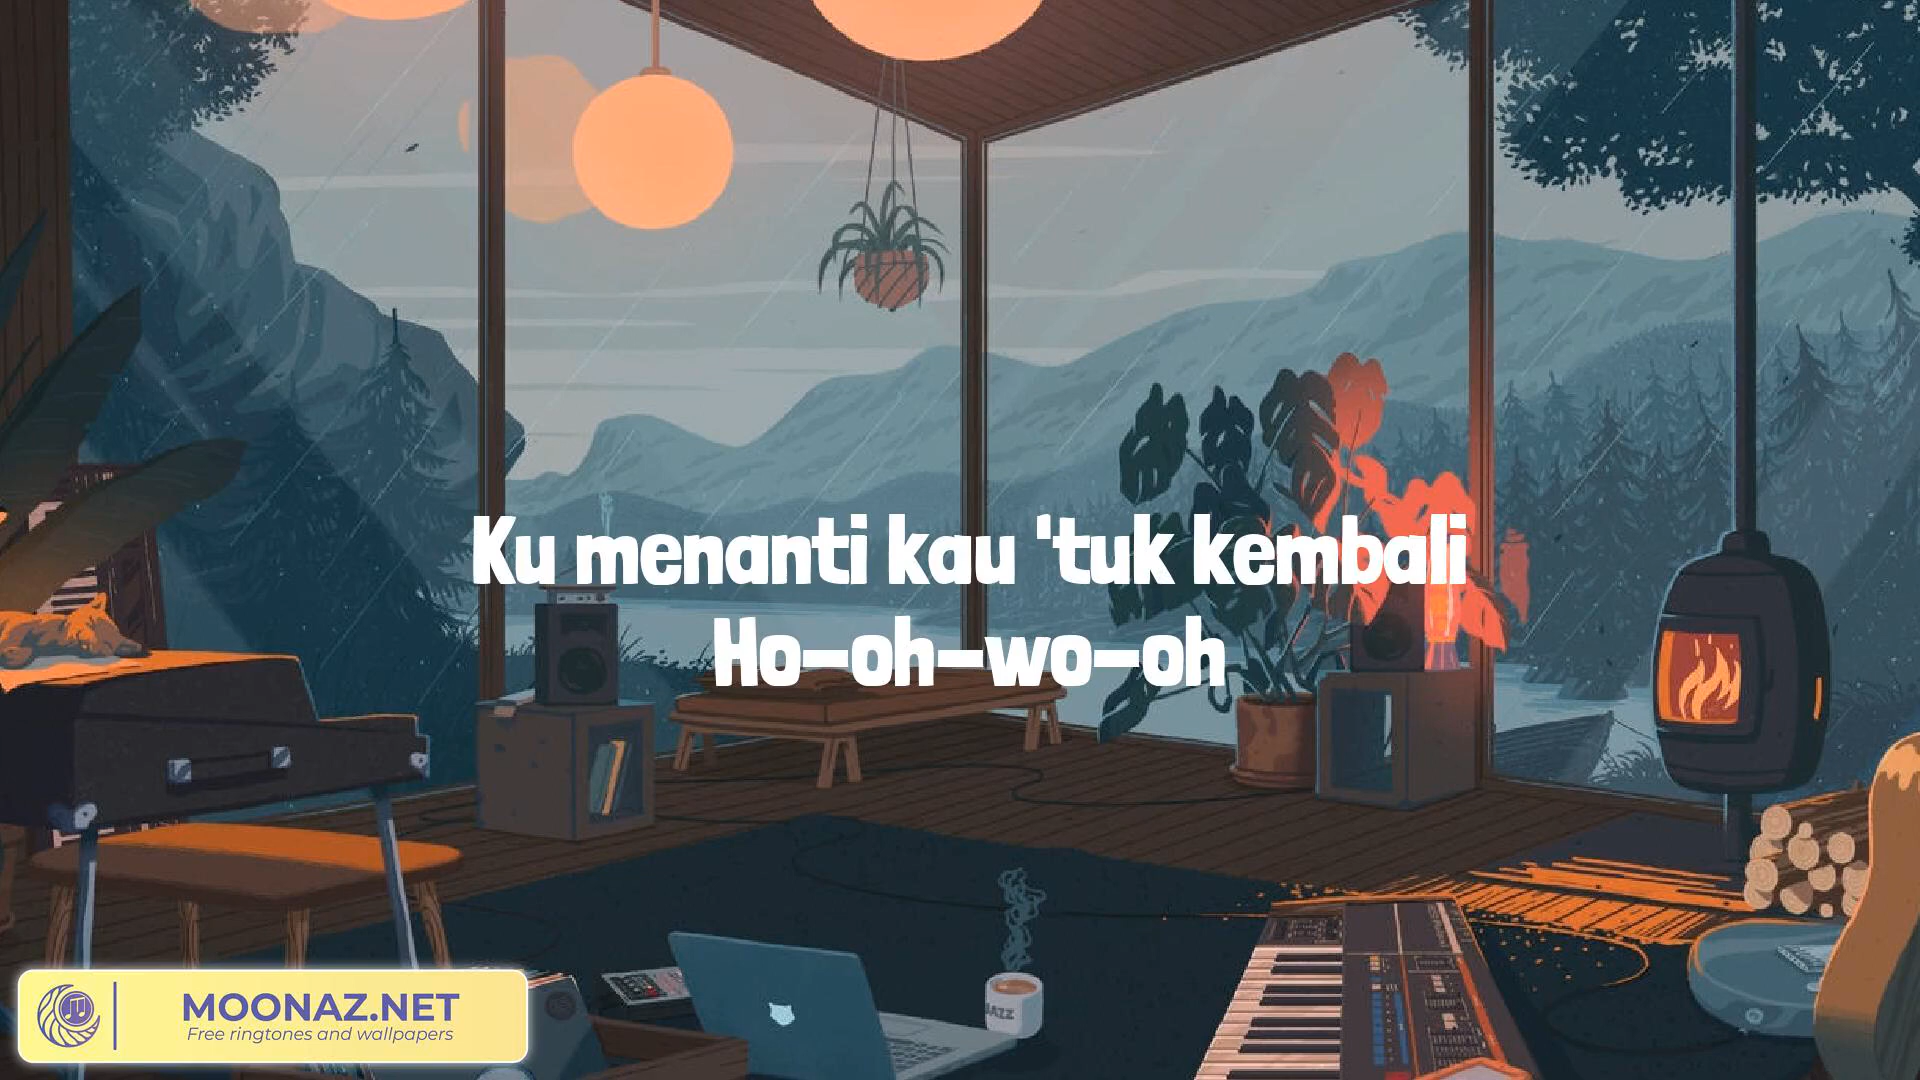 Ku menanti kau 'tuk kembali
Ho-oh-wo-oh
JAZZ
MOONAZ.NET
Free ringtones and wallpapers